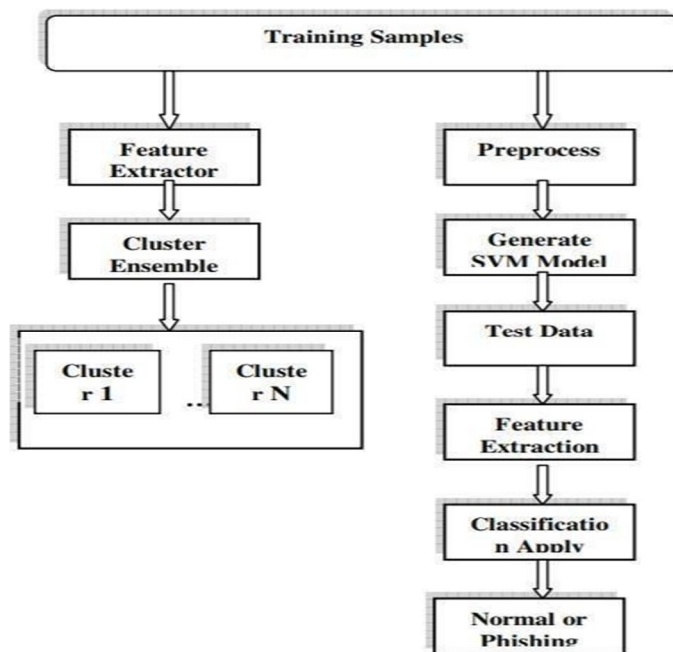 Training Samples
Feature
Extractor
Cluster
Ensemble
Cluste
r 1
...
Cluste
r N
Preprocess
Generate
SVM Model
Test Data
Feature
Extraction
Classificatio
n Apply
Normal or
Phishing